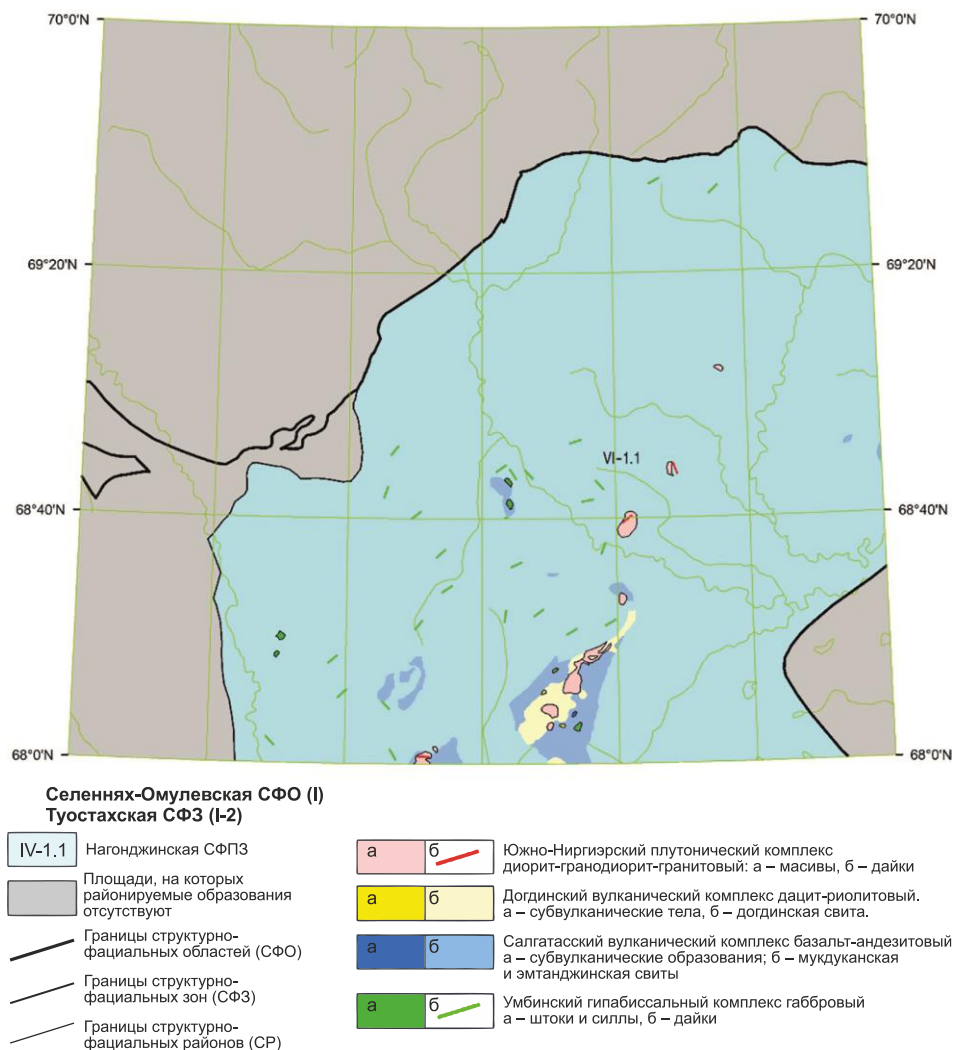 70°0'N
70°0'N
69°20'N
69°20'N
VI-1.1
68°40'N
68°40'N
68°0'N
68°0'N
Селеннях-Омулевская СФО (I)
Туостахская СФЗ (I-2)
IV-1.1
Нагонджинская СФПЗ
Площади, на которых
районируемые образования
отсутствуют
Границы структурно-
фациальных областей (СФО)
Границы структурно-
фациальных зон (СФЗ)
Границы структурно-
фациальных районов (СР)
а
б
Южно-Ниргиэрский плутонический комплекс
диорит-гранодиорит-гранитовый: а – масивы, б – дайки
а
б
Догдинский вулканический комплекс дацит-риолитовый.
а – субвулканические тела, б – догдинская свита.
а
б
Салгатасский вулканический комплекс базальт-андезитовый
а – субвулканические образования; б – мукдуканская
и эмтанджинская свиты
а
б
Умбинский гипабиссальный комплекс габбровый
а – штоки и силлы, б – дайки